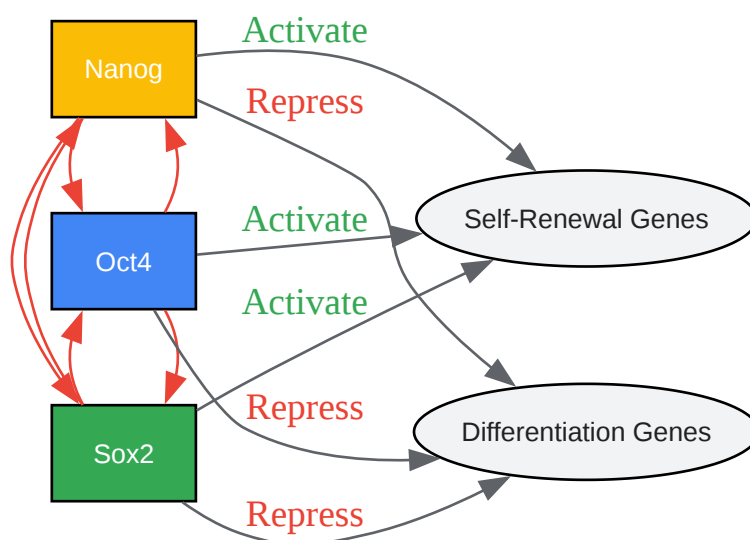 Activate
Nanog
Repress
Activate
Self-Renewal Genes
Oct4
Activate
Repress
Differentiation Genes
Sox2
Repress